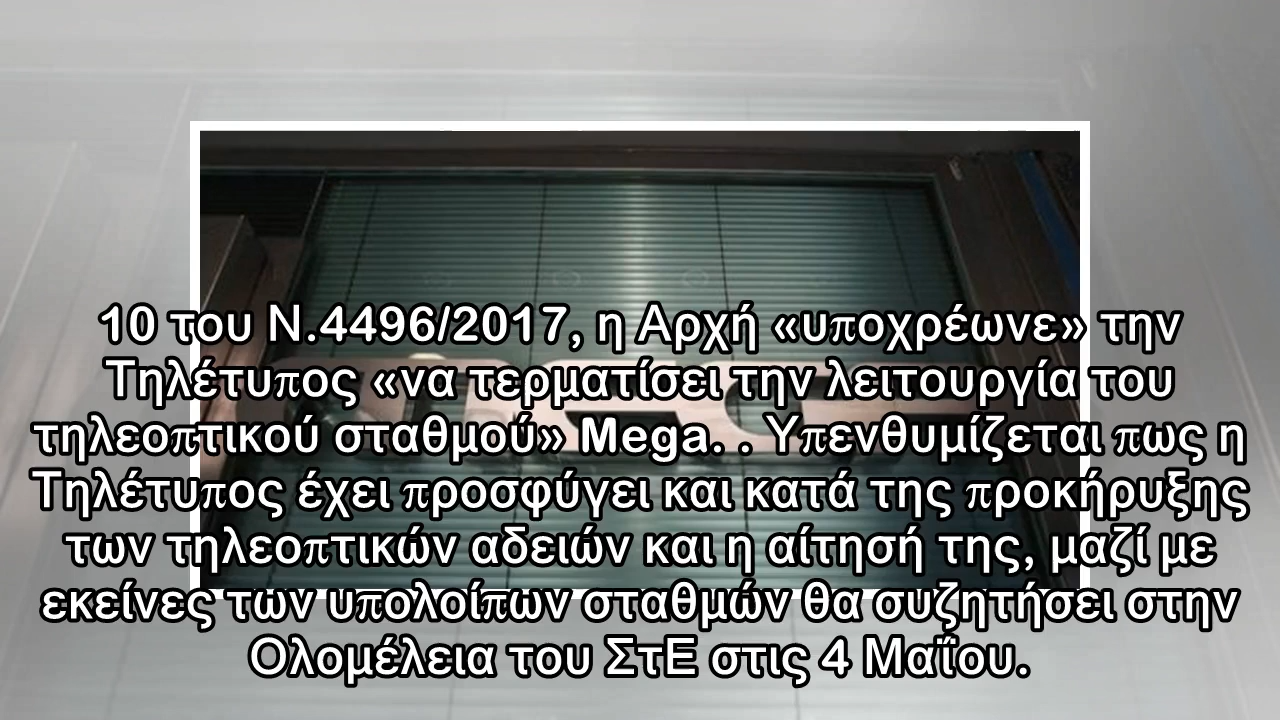 10 του Ν.4496/2017, η Αρχή «υποχρέωνε» την
Τηλέτυπος «να τερματίσει την λειτουργία του
τηλεοπτικού σταθμού» Mega. . Υπενθυμίζεται πως η
Τηλέτυπος έχει προσφύγει και κατά της προκήρυξης
των τηλεοπτικών αδειών και η αίτησή της, μαζί με
εκείνες των υπολοίπων σταθμών θα συζητήσει στην
Ολομέλεια του ΣτΕ στις 4 Μαΐου.